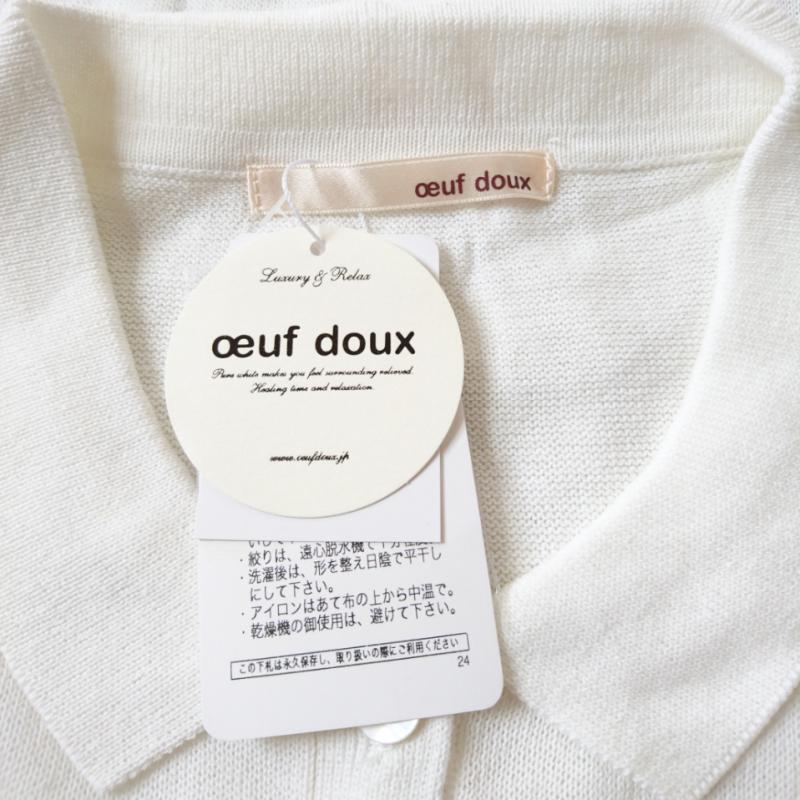 œuf doux
Luxury & Relax
œuf doux
Pure white makes you feel surrounding relieved.
Healing time and relaxation.
www.oeufdoux.jp
・絞りは、遠心脱水機で十分程度
・洗濯後は、形を整え日陰で平干し
にして下さい。
・アイロンはあて布の上から中温で。
・乾燥機の御使用は、避けて下さい。
この下札は永久保存し、取り扱いの際にご利用ください
24